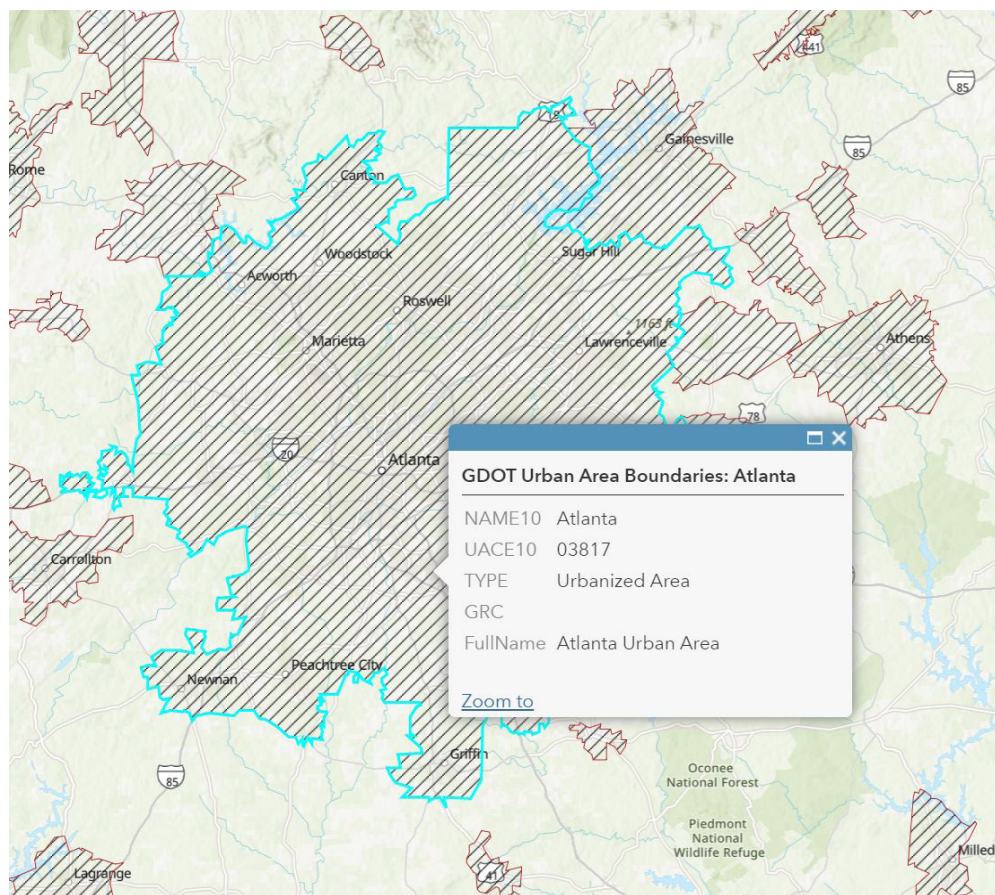 441
85
19
Gainesville
85
Rome
Canton
Woodstock
Sugar Hill
Acworth
Roswell
1163 ft
Marietta
Lawrenceville
Athens
78
20
Atlanta
GDOT Urban Area Boundaries: Atlanta
NAME10 Atlanta
UACE10 03817
TYPE Urbanized Area
GRC
FullName Atlanta Urban Area
Zoom to
Carrollton
Peachtree City
Newnan
Griffin
85
Oconee
National Forest
Piedmont
National
Wildlife Refuge
Milled
Lagrange
41